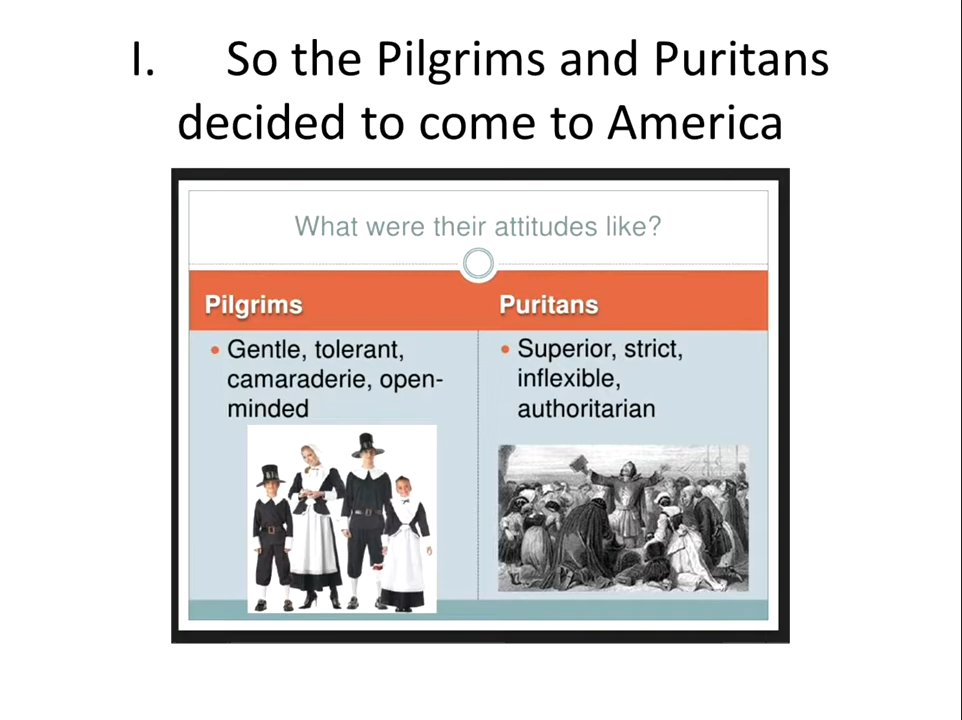 I. So the Pilgrims and Puritans
decided to come to America
What were their attitudes like?
Pilgrims
• Gentle, tolerant,
camaraderie, open-
minded
Puritans
• Superior, strict,
inflexible,
authoritarian